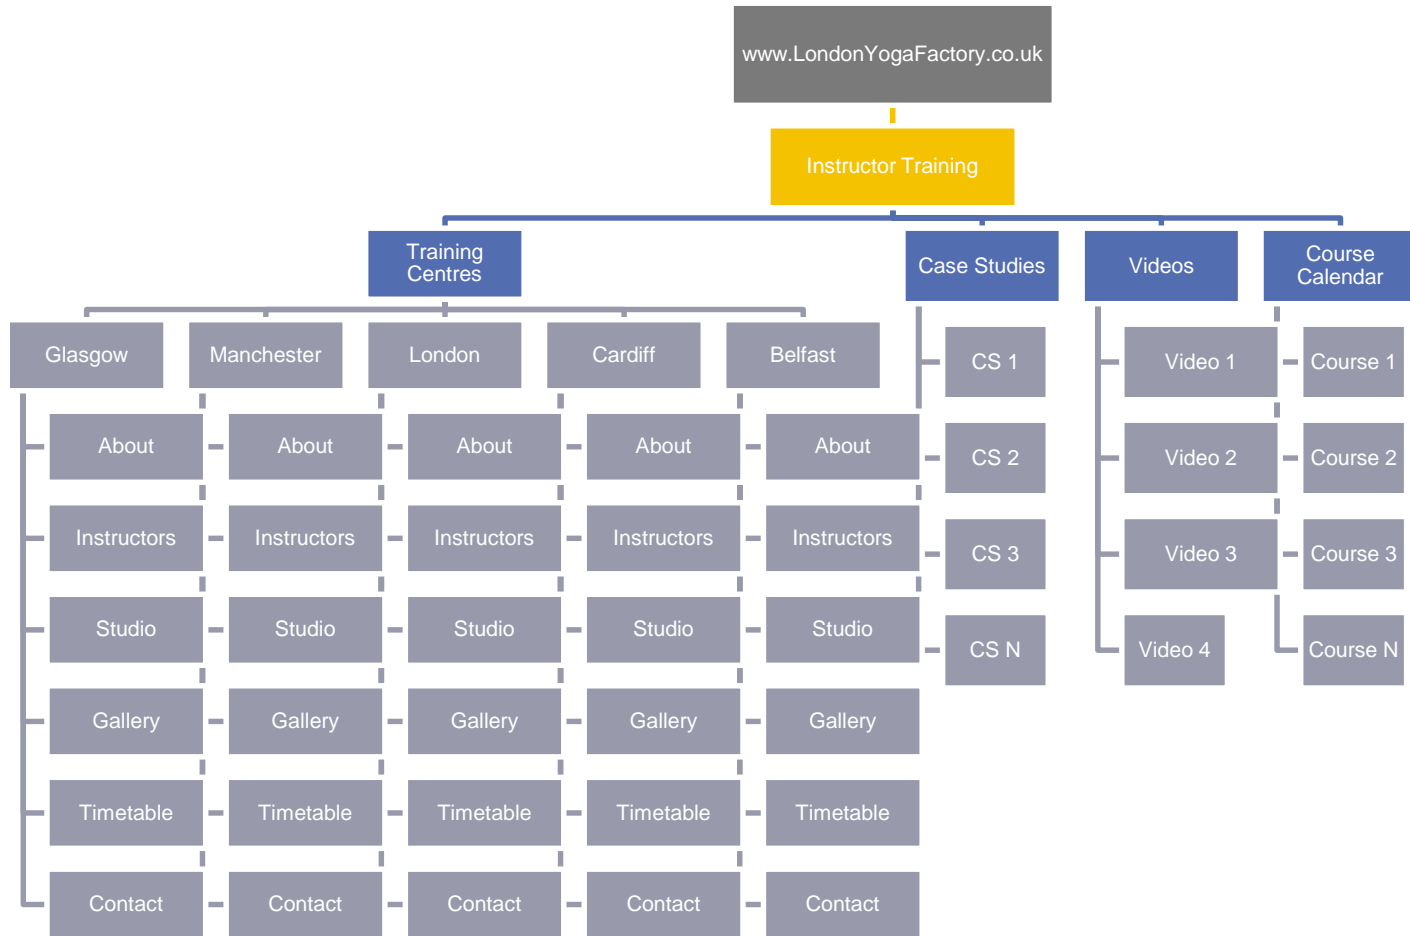 www.LondonYogaFactory.co.uk
Instructor Training
Training
Centres
Case Studies
Videos
Course
Calendar
Glasgow
Manchester
London
Cardiff
Belfast
CS 1
Video 1
Course 1
About
About
About
About
About
CS 2
Video 2
Course 2
Instructors
Instructors
Instructors
Instructors
Instructors
CS 3
Video 3
Course 3
Studio
Studio
Studio
Studio
Studio
CS N
Video 4
Course N
Gallery
Gallery
Gallery
Gallery
Gallery
Timetable
Timetable
Timetable
Timetable
Timetable
Contact
Contact
Contact
Contact
Contact